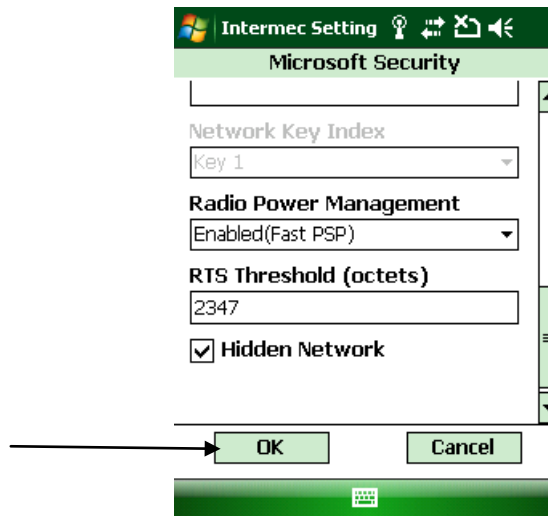 Intermec Setting
Microsoft Security
Network Key Index
Key 1
Radio Power Management
Enabled(Fast PSP)
RTS Threshold (octets)
2347
Hidden Network
OK Cancel